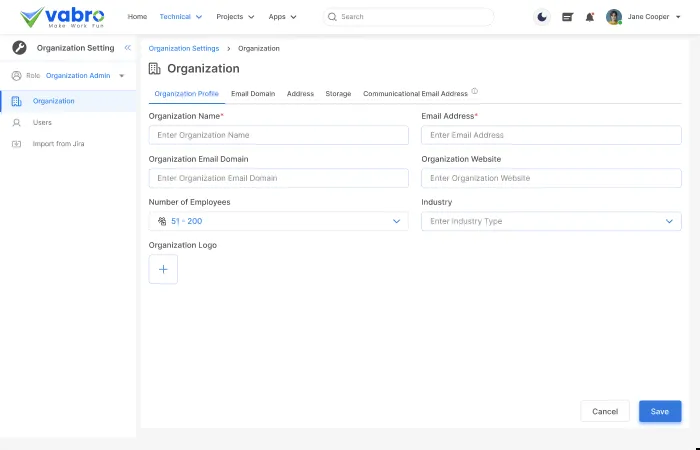 vabro
Make Work Fun
Home
Technical
Projects
Apps
Search
Jane Cooper
Organization Setting
Role Organization Admin
Organization
Users
Import from Jira
Organization Settings > Organization
Organization
Organization Profile
Email Domain
Address
Storage
Communicational Email Address
Organization Name*
Email Address*
Enter Organization Name
Enter Email Address
Organization Email Domain
Organization Website
Enter Organization Email Domain
Enter Organization Website
Number of Employees
Industry
51 - 200
Enter Industry Type
Organization Logo
Cancel
Save